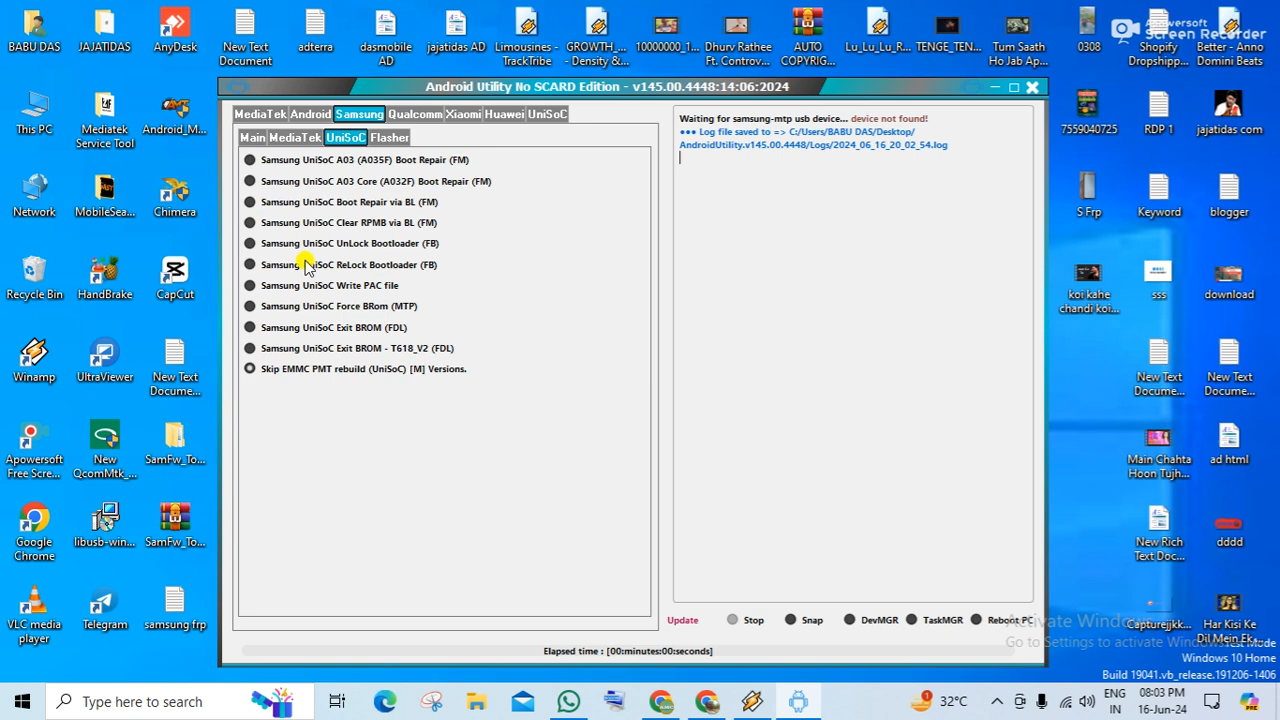 BABU DAS
JAJATIDAS
AnyDesk
New Text
Document
adterra
dasmobile
AD
jajatidas AD
Limousines -
TrackTribe
GROWTH_...
- Density &...
10000000_1...
Dhurv Rathee
Ft. Controv...
AUTO
COPYRIG...
Lu_Lu_Lu_R...
TENGE_TEN...
Tum Saath
Ho Jab Ap...
0308
Shopify
Dropshipp...
Better - Anno
Domini Beats
Apowersoft
Screen Recorder
This PC
Mediatek
Service Tool
Android_M...
Network
MobileSea...
Chimera
Recycle Bin
HandBrake
CapCut
Winamp
UltraViewer
New Text
Docume...
Apowersoft
Free Scre...
New
QcomMtk_...
SamFw_To...
Google
Chrome
libusb-win...
SamFw_To...
VLC media
player
Telegram
samsung frp
Android Utility No SCARD Edition - v145.00.4448:14:06:2024
MediaTek Android Samsung Qualcomm Xiaomi Huawei UniSoC
Main MediaTek UniSoC Flasher
Samsung UniSoC A03 (A035F) Boot Repair (FM)
Samsung UniSoC A03 Core (A032F) Boot Repair (FM)
Samsung UniSoC Boot Repair via BL (FM)
Samsung UniSoC Clear RPMB via BL (FM)
Samsung UniSoC UnLock Bootloader (FB)
Samsung UniSoC ReLock Bootloader (FB)
Samsung UniSoC Write PAC file
Samsung UniSoC Force BRom (MTP)
Samsung UniSoC Exit BROM (FDL)
Samsung UniSoC Exit BROM - T618_V2 (FDL)
Skip EMMC PMT rebuild (UniSoC) [M] Versions.
Waiting for samsung-mtp usb device... device not found!
••• Log file saved to => C:/Users/BABU DAS/Desktop/
AndroidUtility.v145.00.4448/Logs/2024_06_16_20_02_54.log
Update Stop Snap DevMGR TaskMGR Reboot PC
Elapsed time : [00:minutes:00:seconds]
7559040725
RDP 1
jajatidas com
S Frp
Keyword
blogger
koi kahe
chandi koi...
sss
download
New Text
Docume...
New Text
Docume...
Main Chahta
Hoon Tujh...
ad html
New Rich
Text Doc...
dddd
Capturejjkk...
Har Kisi Ke
Dil Mein Ek...
Activate Windows
Go to Settings to activate Windows.
Test Mode
Windows 10 Home
Build 19041.vb_release.191206-1406
Type here to search
32°C
ENG
IN
08:03 PM
16-Jun-24